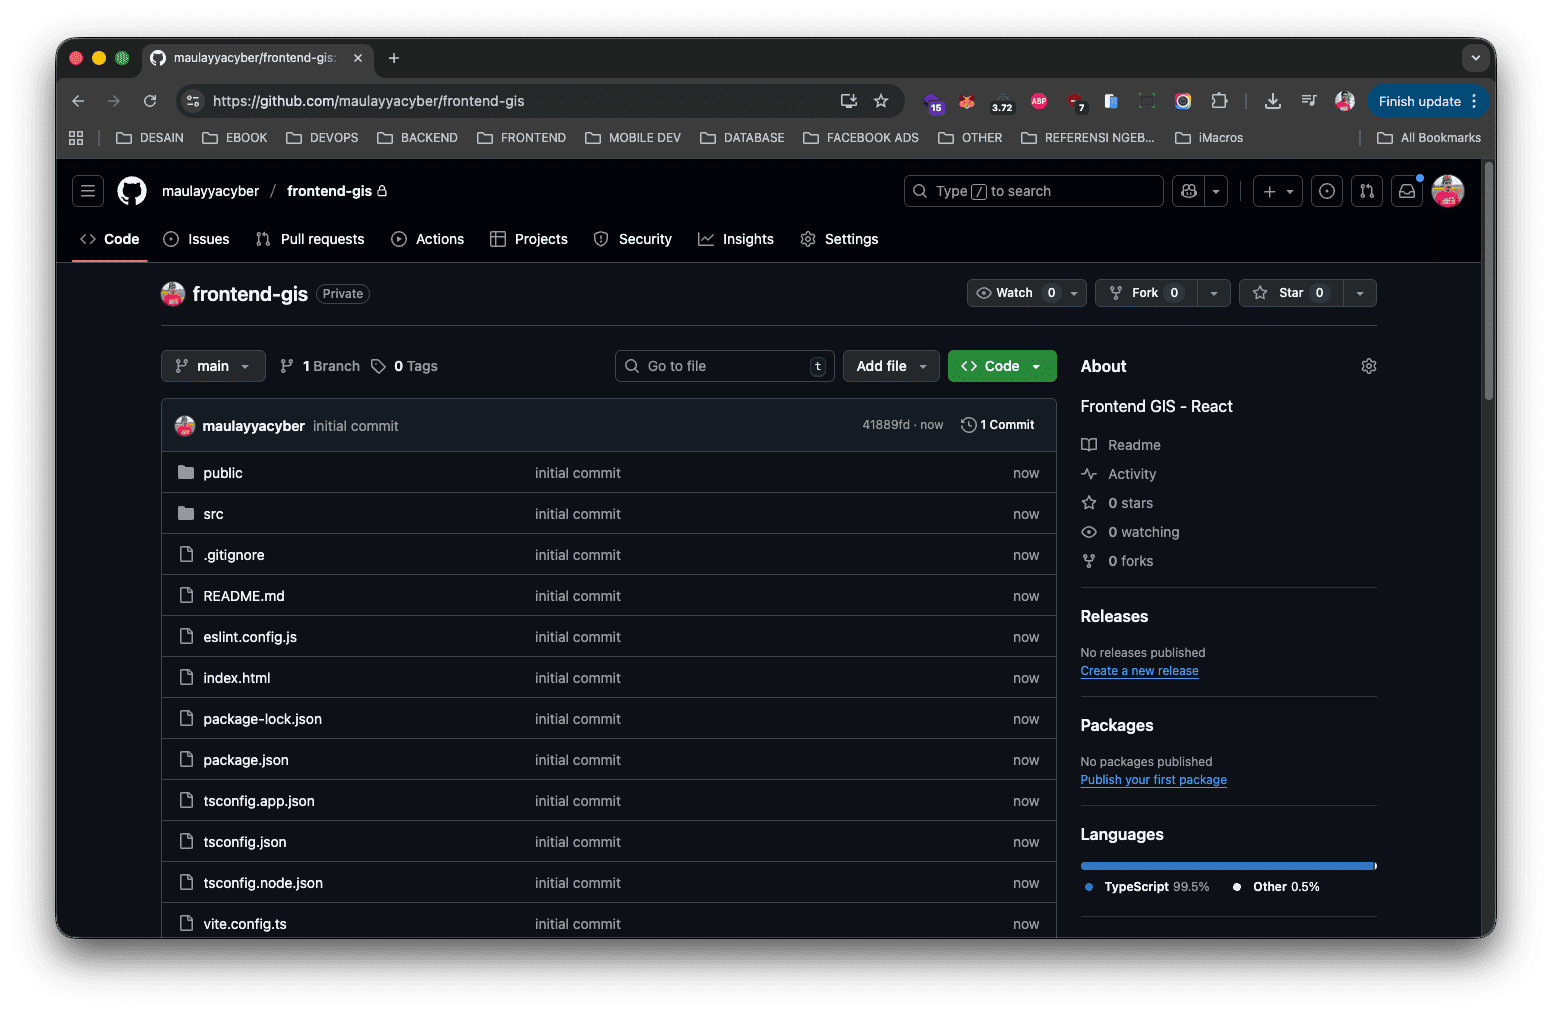 maulayyacyber/frontend-gis:
https://github.com/maulayyacyber/frontend-gis
15
3.72
ABP
7
Finish update
DESAIN
EBOOK
DEVOPS
BACKEND
FRONTEND
MOBILE DEV
DATABASE
FACEBOOK ADS
OTHER
REFERENSI NGEB...
iMacros
All Bookmarks
maulayyacyber / frontend-gis
Type / to search
Code
Issues
Pull requests
Actions
Projects
Security
Insights
Settings
frontend-gis Private
Watch 0
Fork 0
Star 0
main
1 Branch
0 Tags
Go to file t
Add file
Code
maulayyacyber initial commit 41889fd · now 1 Commit
public initial commit now
src initial commit now
.gitignore initial commit now
README.md initial commit now
eslint.config.js initial commit now
index.html initial commit now
package-lock.json initial commit now
package.json initial commit now
tsconfig.app.json initial commit now
tsconfig.json initial commit now
tsconfig.node.json initial commit now
vite.config.ts initial commit now
About
Frontend GIS - React
Readme
Activity
0 stars
0 watching
0 forks
Releases
No releases published
Create a new release
Packages
No packages published
Publish your first package
Languages
TypeScript 99.5% Other 0.5%